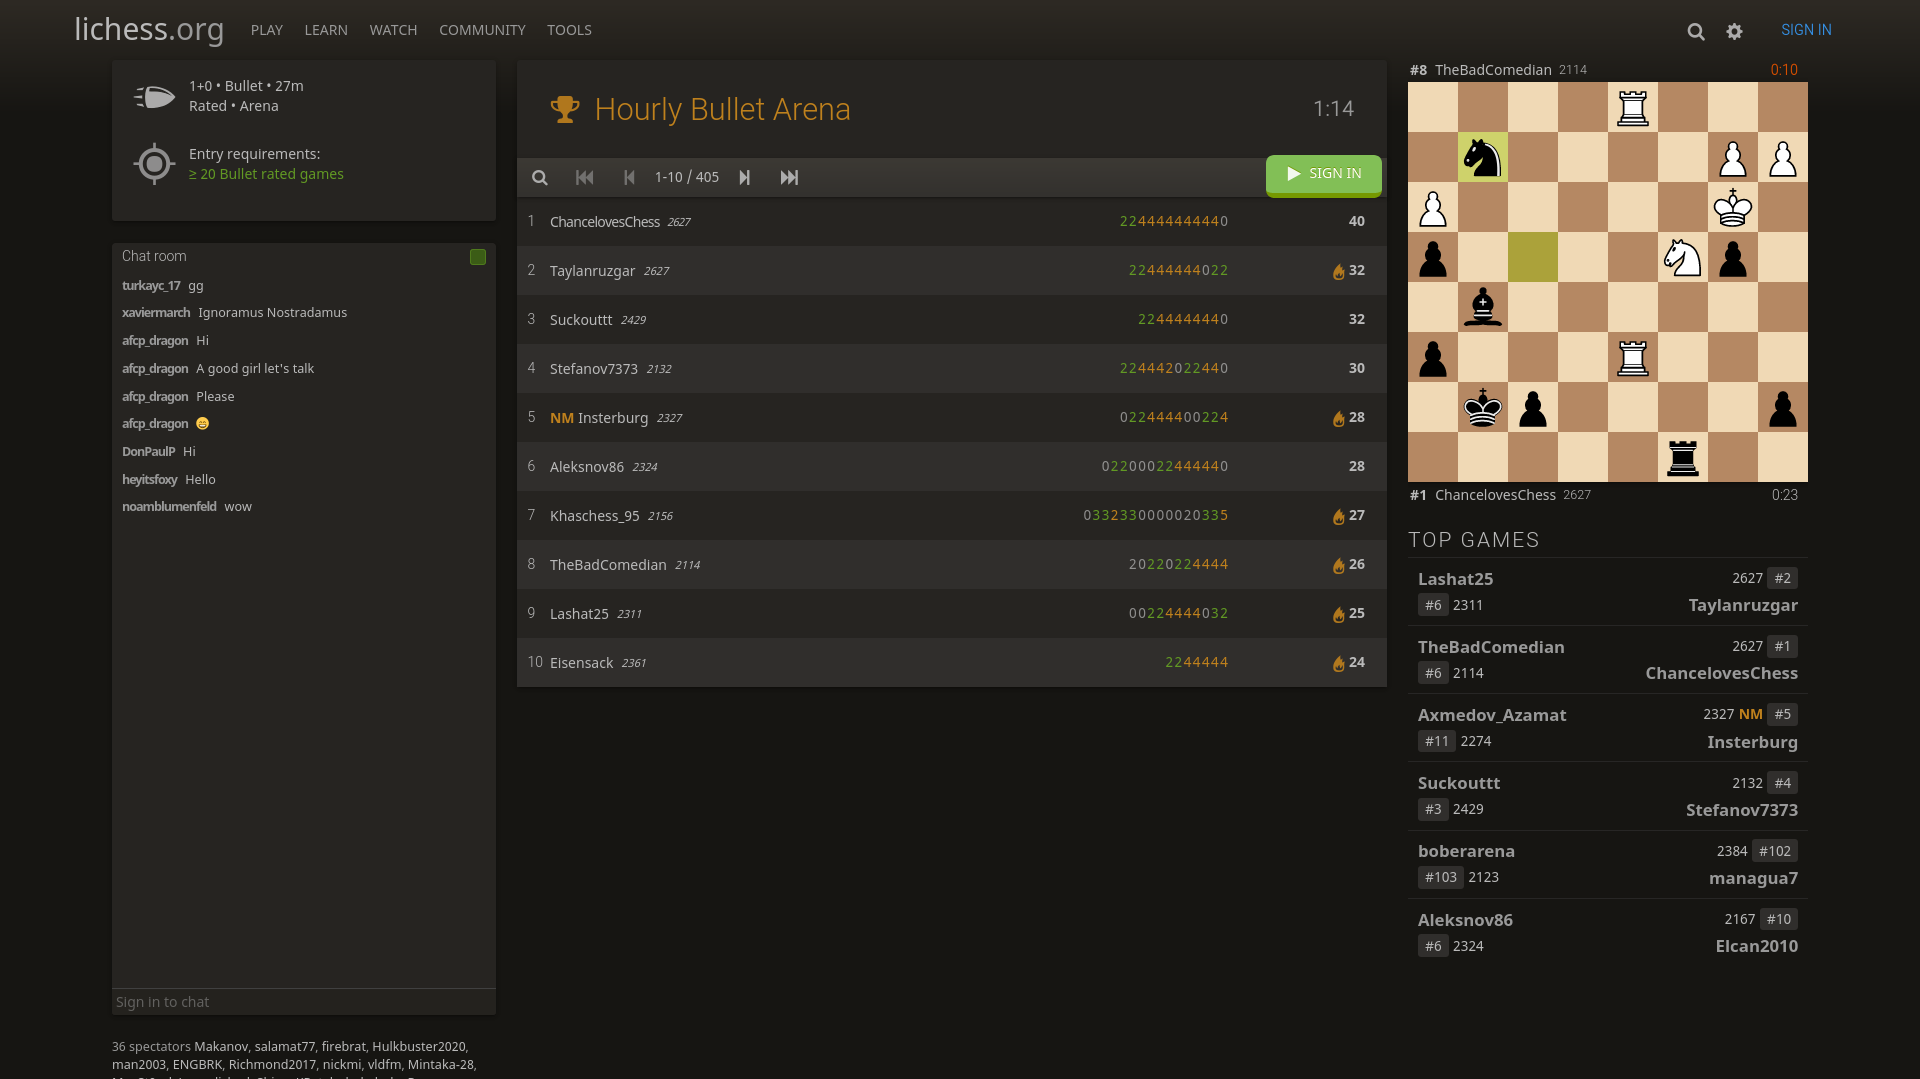 lichess.org PLAY LEARN WATCH COMMUNITY TOOLS SIGN IN
1+0 • Bullet • 27m
Rated • Arena
Entry requirements:
≥ 20 Bullet rated games
Chat room
turkayc_17 gg
xaviermarch Ignoramus Nostradamus
afcp_dragon Hi
afcp_dragon A good girl let's talk
afcp_dragon Please
afcp_dragon 😄
DonPaulP Hi
heyitsfoxy Hello
noamblumenfeld wow
Sign in to chat
36 spectators Makanov, salamat77, firebrat, Hulkbuster2020,
man2003, ENGBRK, Richmond2017, nickmi, vldfm, Mintaka-28,
Hourly Bullet Arena 1:14
1-10 / 405 SIGN IN
1 ChancelovesChess 2627 224444444440 40
2 Taylanruzgar 2627 22444444022 32
3 Suckouttt 2429 2244444440 32
4 Stefanov7373 2132 224442022440 30
5 NM Insterburg 2327 022444400224 28
6 Aleksnov86 2324 02200022444440 28
7 Khaschess_95 2156 0332330000020335 27
8 TheBadComedian 2114 20220224444 26
9 Lashat25 2311 00224444032 25
10 Eisensack 2361 2244444 24
#8 TheBadComedian 2114 0:10
#1 ChancelovesChess 2627 0:23
TOP GAMES
Lashat25 2627 #2
#6 2311 Taylanruzgar
TheBadComedian 2627 #1
#6 2114 ChancelovesChess
Axmedov_Azamat 2327 NM #5
#11 2274 Insterburg
Suckouttt 2132 #4
#3 2429 Stefanov7373
boberarena 2384 #102
#103 2123 managua7
Aleksnov86 2167 #10
#6 2324 Elcan2010